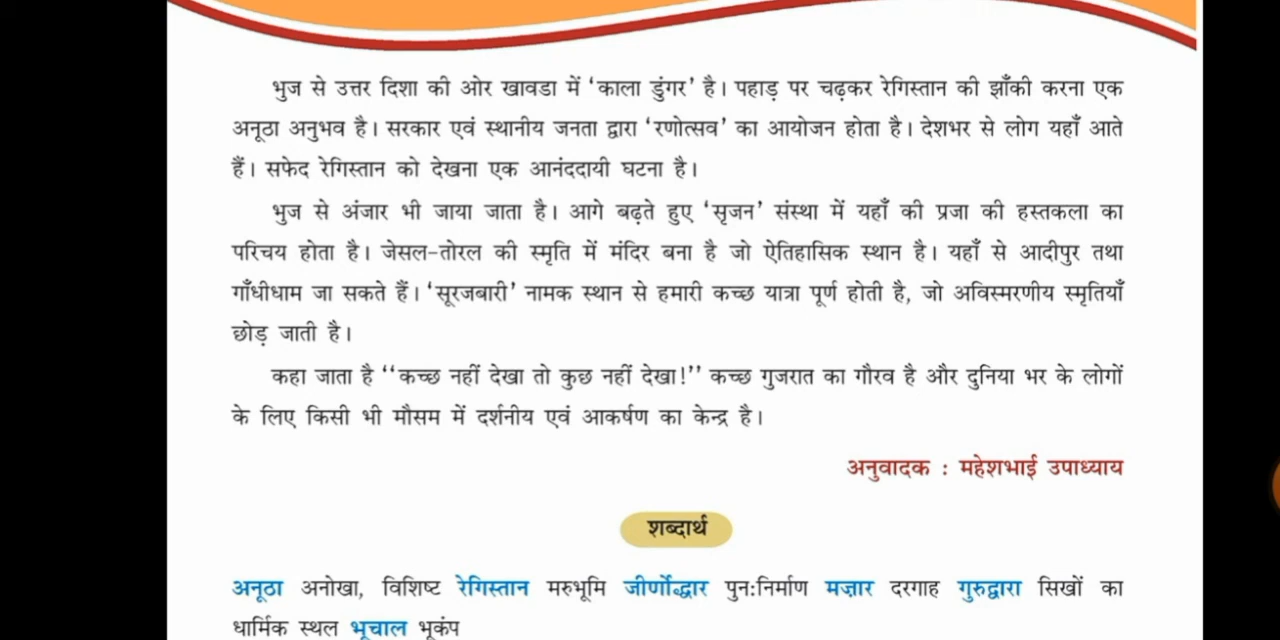 भुज से उत्तर दिशा की ओर खावडा में ‘काला डुंगर’ है। पहाड़ पर चढ़कर रेगिस्तान की झाँकी करना एक
अनूठा अनुभव है। सरकार एवं स्थानीय जनता द्वारा ‘रणोत्सव’ का आयोजन होता है। देशभर से लोग यहाँ आते
हैं। सफेद रेगिस्तान को देखना एक आनंददायी घटना है।
भुज से अंजार भी जाया जाता है। आगे बढ़ते हुए ‘सृजन’ संस्था में यहाँ की प्रजा की हस्तकला का
परिचय होता है। जेसल-तोरल की स्मृति में मंदिर बना है जो ऐतिहासिक स्थान है। यहाँ से आदीपुर तथा
गाँधीधाम जा सकते हैं। ‘सूरजबारी’ नामक स्थान से हमारी कच्छ यात्रा पूर्ण होती है, जो अविस्मरणीय स्मृतियाँ
छोड़ जाती है।
कहा जाता है ‘‘कच्छ नहीं देखा तो कुछ नहीं देखा!’’ कच्छ गुजरात का गौरव है और दुनिया भर के लोगों
के लिए किसी भी मौसम में दर्शनीय एवं आकर्षण का केन्द्र है।
अनुवादक : महेशभाई उपाध्याय
शब्दार्थ
अनूठा अनोखा, विशिष्ट रेगिस्तान मरुभूमि जीर्णोद्धार पुनःनिर्माण मज़ार दरगाह गुरुद्वारा सिखों का
धार्मिक स्थल भूचाल भूकंप